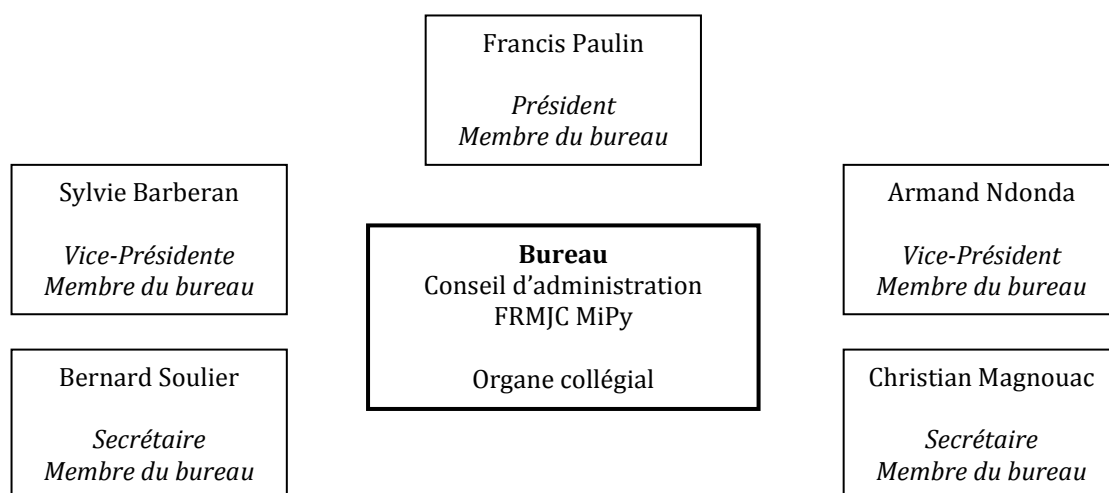 Francis Paulin
Président
Membre du bureau
Sylvie Barberan
Vice-Présidente
Membre du bureau
Armand Ndonda
Vice-Président
Membre du bureau
Bureau
Conseil d'administration
FRMJC MiPy
Organe collégial
Bernard Soulier
Secrétaire
Membre du bureau
Christian Magnouac
Secrétaire
Membre du bureau